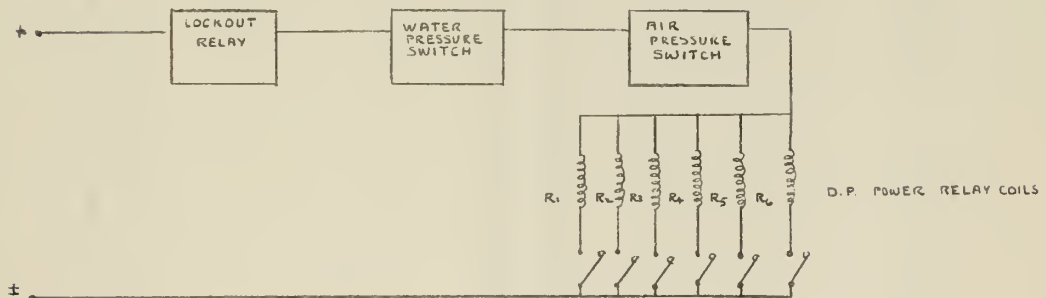 +
LOCKOUT
RELAY
WATER
PRESSURE
SWITCH
AIR
PRESSURE
SWITCH
R1 R2 R3 R4 R5 R6
D.P. POWER RELAY COILS
±